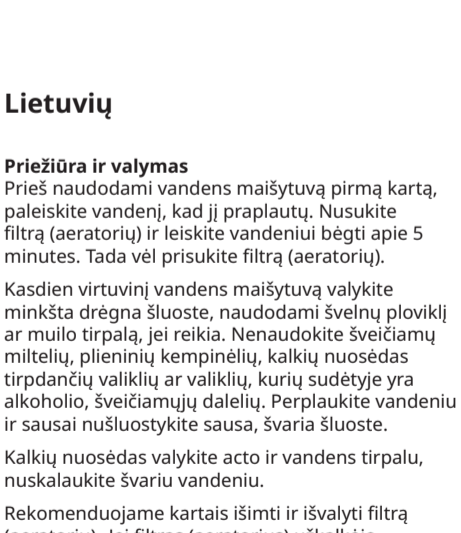 Lietuvių
Priežiūra ir valymas
Prieš naudodami vandens maišytuvą pirmą kartą,
paleiskite vandenį, kad jį praplautų. Nusukite
filtrą (aeratorių) ir leiskite vandeniui bėgti apie 5
minutes. Tada vėl prisukite filtrą (aeratorių).
Kasdien virtuvinį vandens maišytuvą valykite
minkšta drėgna šluoste, naudodami švelnų ploviklį
ar muilo tirpalą, jei reikia. Nenaudokite šveičiamų
miltelių, plieninių kempinėlių, kalkių nuosėdas
tirpdančių valiklių ar valiklių, kurių sudėtyje yra
alkoholio, šveičiamųjų dalelių. Perplaukite vandeniu
ir sausai nušluostykite sausa, švaria šluoste.
Kalkių nuosėdas valykite acto ir vandens tirpalu,
nuskalaukite švariu vandeniu.
Rekomenduojame kartais išimti ir išvalyti filtrą